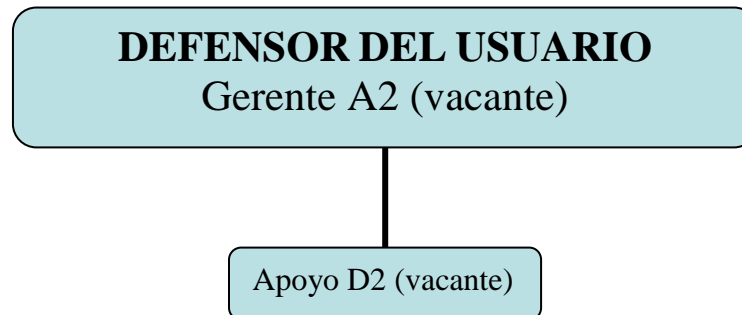 DEFENSOR DEL USUARIO
Gerente A2 (vacante)
Apoyo D2 (vacante)